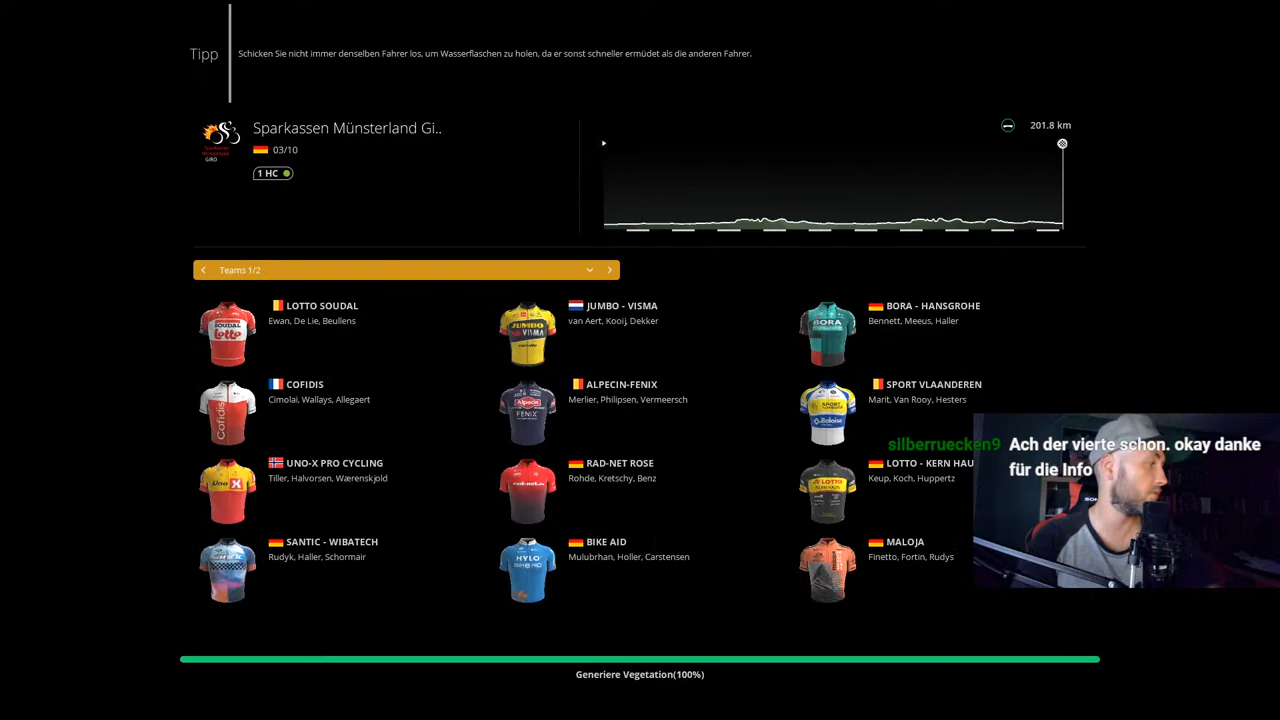 Tipp
Schicken Sie nicht immer denselben Fahrer los, um Wasserflaschen zu holen, da er sonst schneller ermüdet als die anderen Fahrer.
Sparkassen Münsterland Gi..
03/10
1 HC
201.8 km
Teams 1/2
LOTTO SOUDAL
Ewan, De Lie, Beullens
JUMBO - VISMA
van Aert, Kooij, Dekker
BORA - HANSGROHE
Bennett, Meeus, Haller
COFIDIS
Cimolai, Wallays, Allegaert
ALPECIN-FENIX
Merlier, Philipsen, Vermeersch
SPORT VLAANDEREN
Marit, Van Rooy, Hesters
UNO-X PRO CYCLING
Tiller, Halvorsen, Wærenskjold
RAD-NET ROSE
Rohde, Kretschy, Benz
LOTTO - KERN HAU
Keup, Koch, Huppertz
SANTIC - WIBATECH
Rudyk, Haller, Schormair
BIKE AID
Mulubrhan, Holler, Carstensen
MALOJA
Finetto, Fortin, Rudys
silberruecken9 Ach der vierte schon. okay danke
für die Info
Generiere Vegetation(100%)